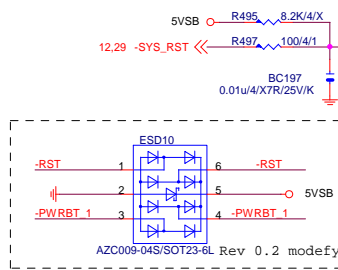 R495 8.2K/4/X
5VSB
12,29 -SYS_RST R497 100/4/1
BC197
0.01u/4/X7R/25V/K
ESD10
-RST 1 6 -RST
2 5 5VSB
-PWRBT_1 3 4 -PWRBT_1
AZC009-04S/SOT23-6L Rev 0.2 modefy